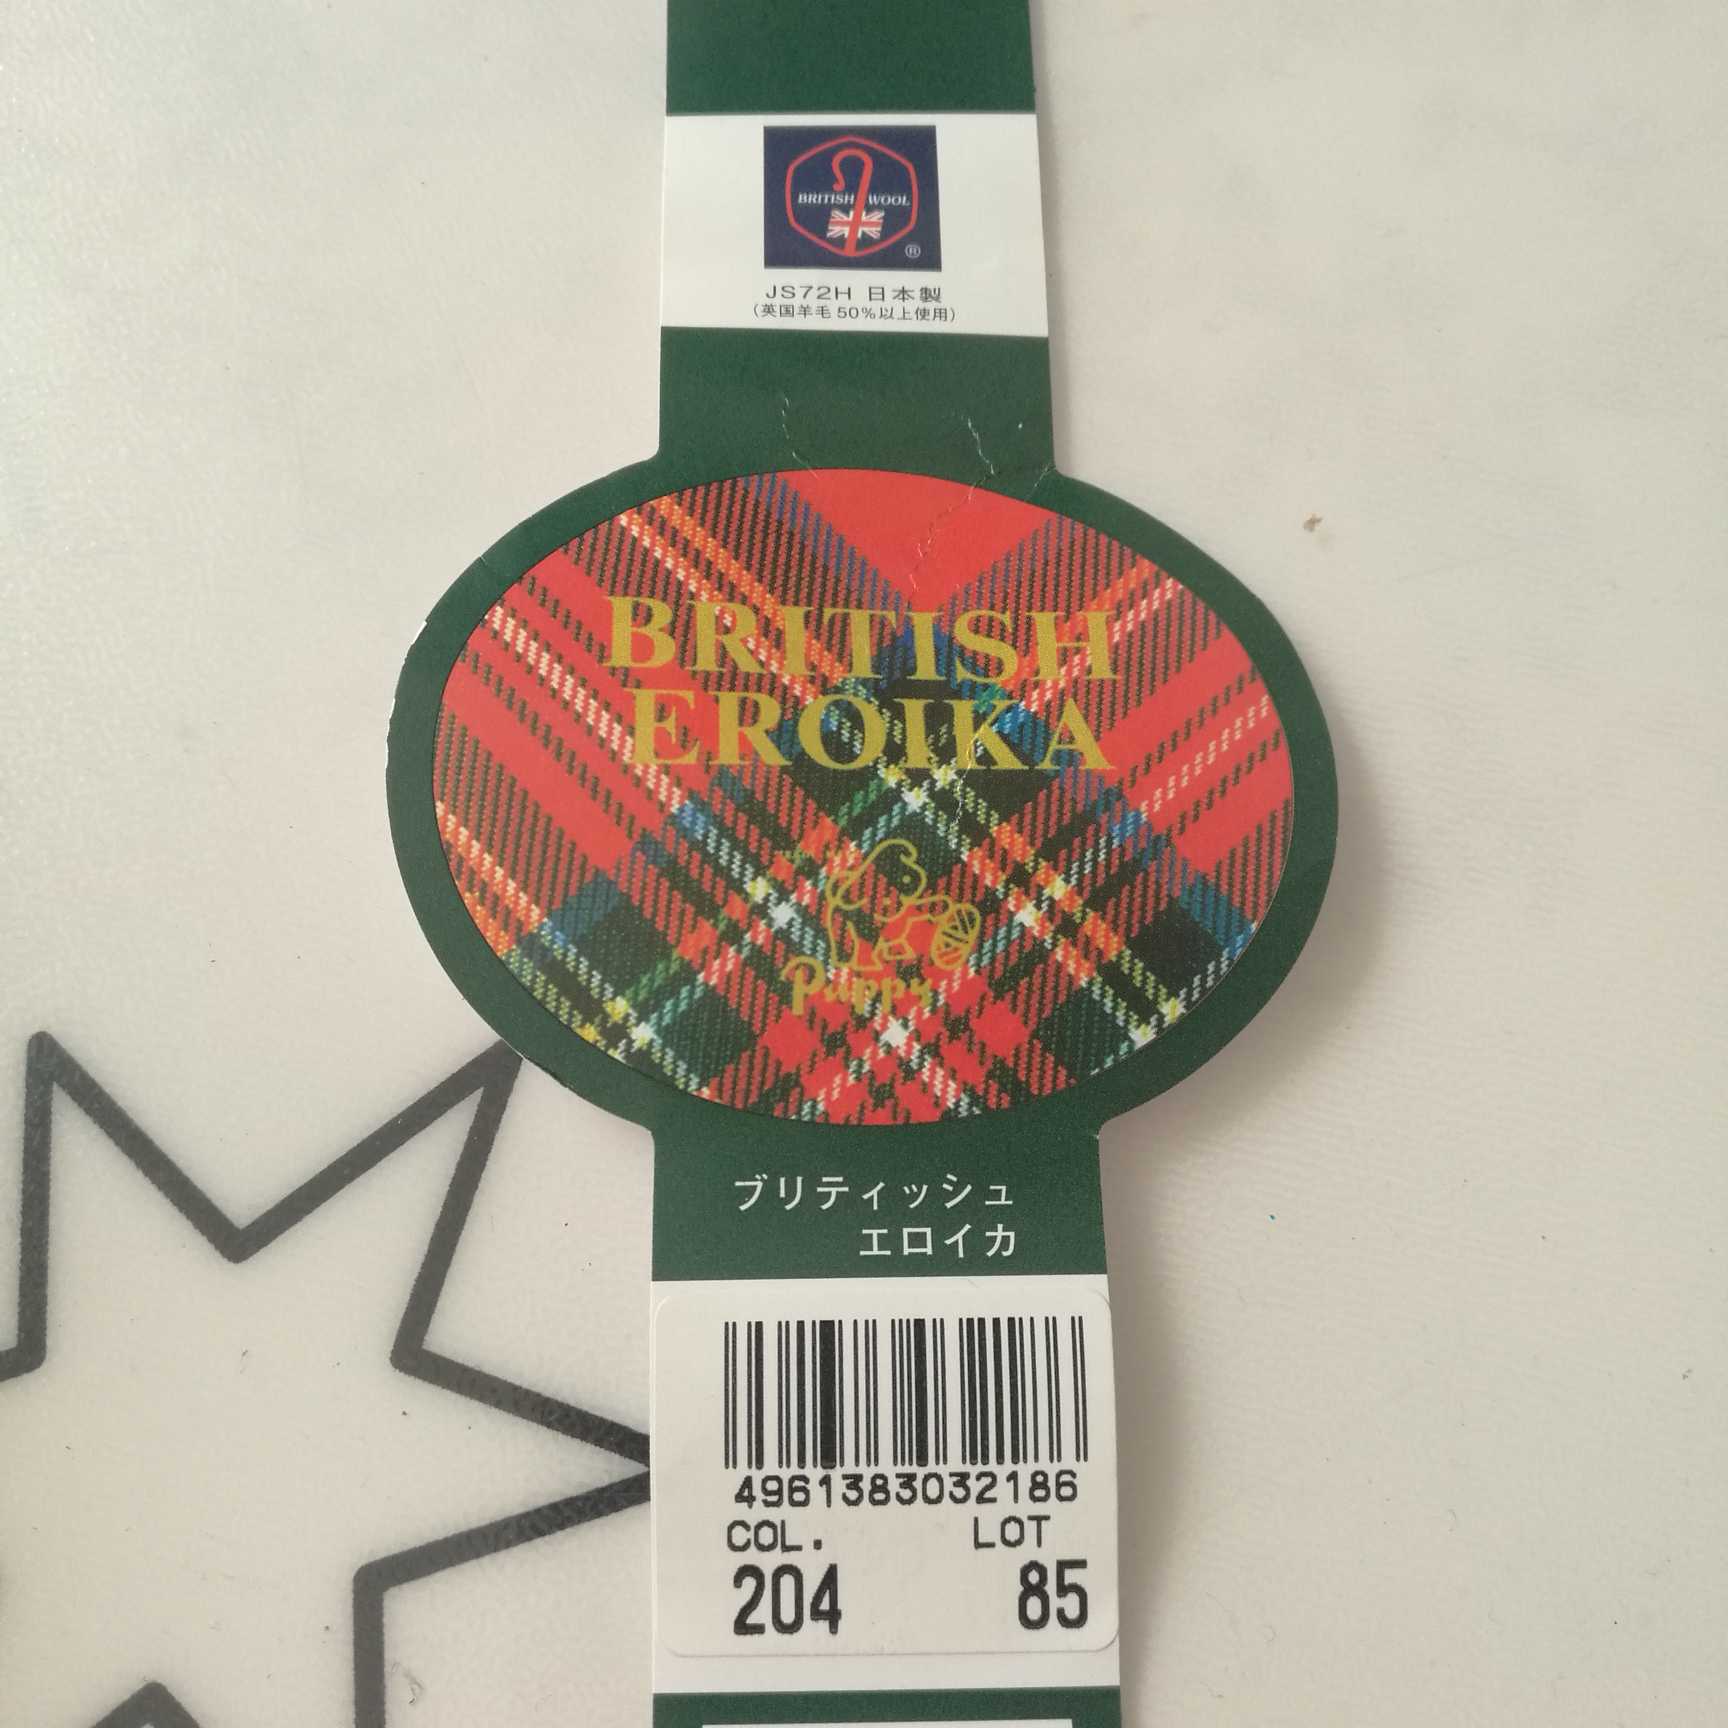 BRITISH WOOL
®
JS72H 日本製
(英国羊毛50%以上使用)
BRITISH
EROIKA
Puppy
ブリティッシュ
エロイカ
4961383032186
COL. LOT
204 85